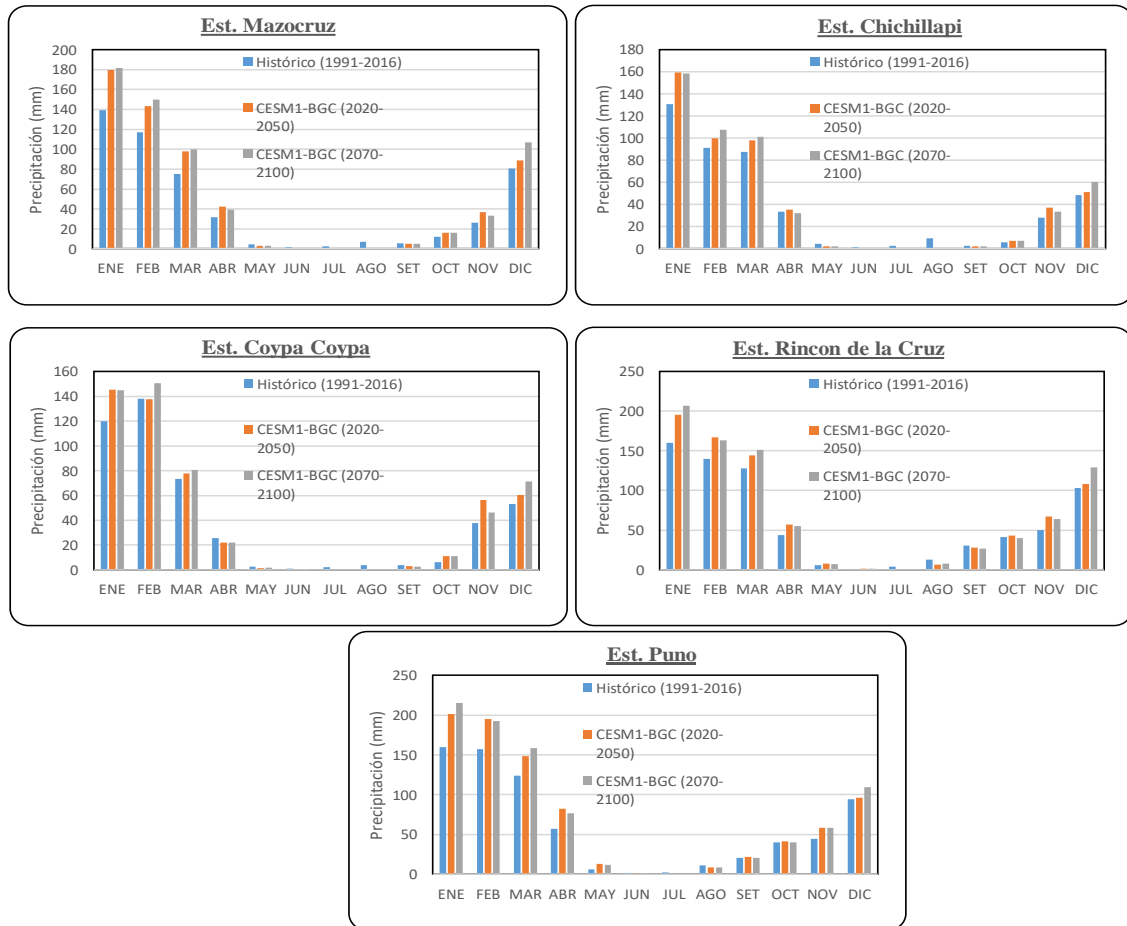 Est. Mazocruz
Precipitación (mm)
200
180
160
140
120
100
80
60
40
20
0
Histórico (1991-2016)
CESM1-BGC (2020-
2050)
CESM1-BGC (2070-
2100)
ENE FEB MAR ABR MAY JUN JUL AGO SET OCT NOV DIC
Est. Chichillapi
Precipitación (mm)
180
160
140
120
100
80
60
40
20
0
Histórico (1991-2016)
CESM1-BGC (2020-
2050)
CESM1-BGC (2070-
2100)
ENE FEB MAR ABR MAY JUN JUL AGO SET OCT NOV DIC
Est. Coypa Coypa
Precipitación (mm)
160
140
120
100
80
60
40
20
0
Histórico (1991-2016)
CESM1-BGC (2020-
2050)
CESM1-BGC (2070-
2100)
ENE FEB MAR ABR MAY JUN JUL AGO SET OCT NOV DIC
Est. Rincon de la Cruz
Precipitación (mm)
250
200
150
100
50
0
Histórico (1991-2016)
CESM1-BGC (2020-
2050)
CESM1-BGC (2070-
2100)
ENE FEB MAR ABR MAY JUN JUL AGO SET OCT NOV DIC
Est. Puno
Precipitación (mm)
250
200
150
100
50
0
Histórico (1991-2016)
CESM1-BGC (2020-
2050)
CESM1-BGC (2070-
2100)
ENE FEB MAR ABR MAY JUN JUL AGO SET OCT NOV DIC